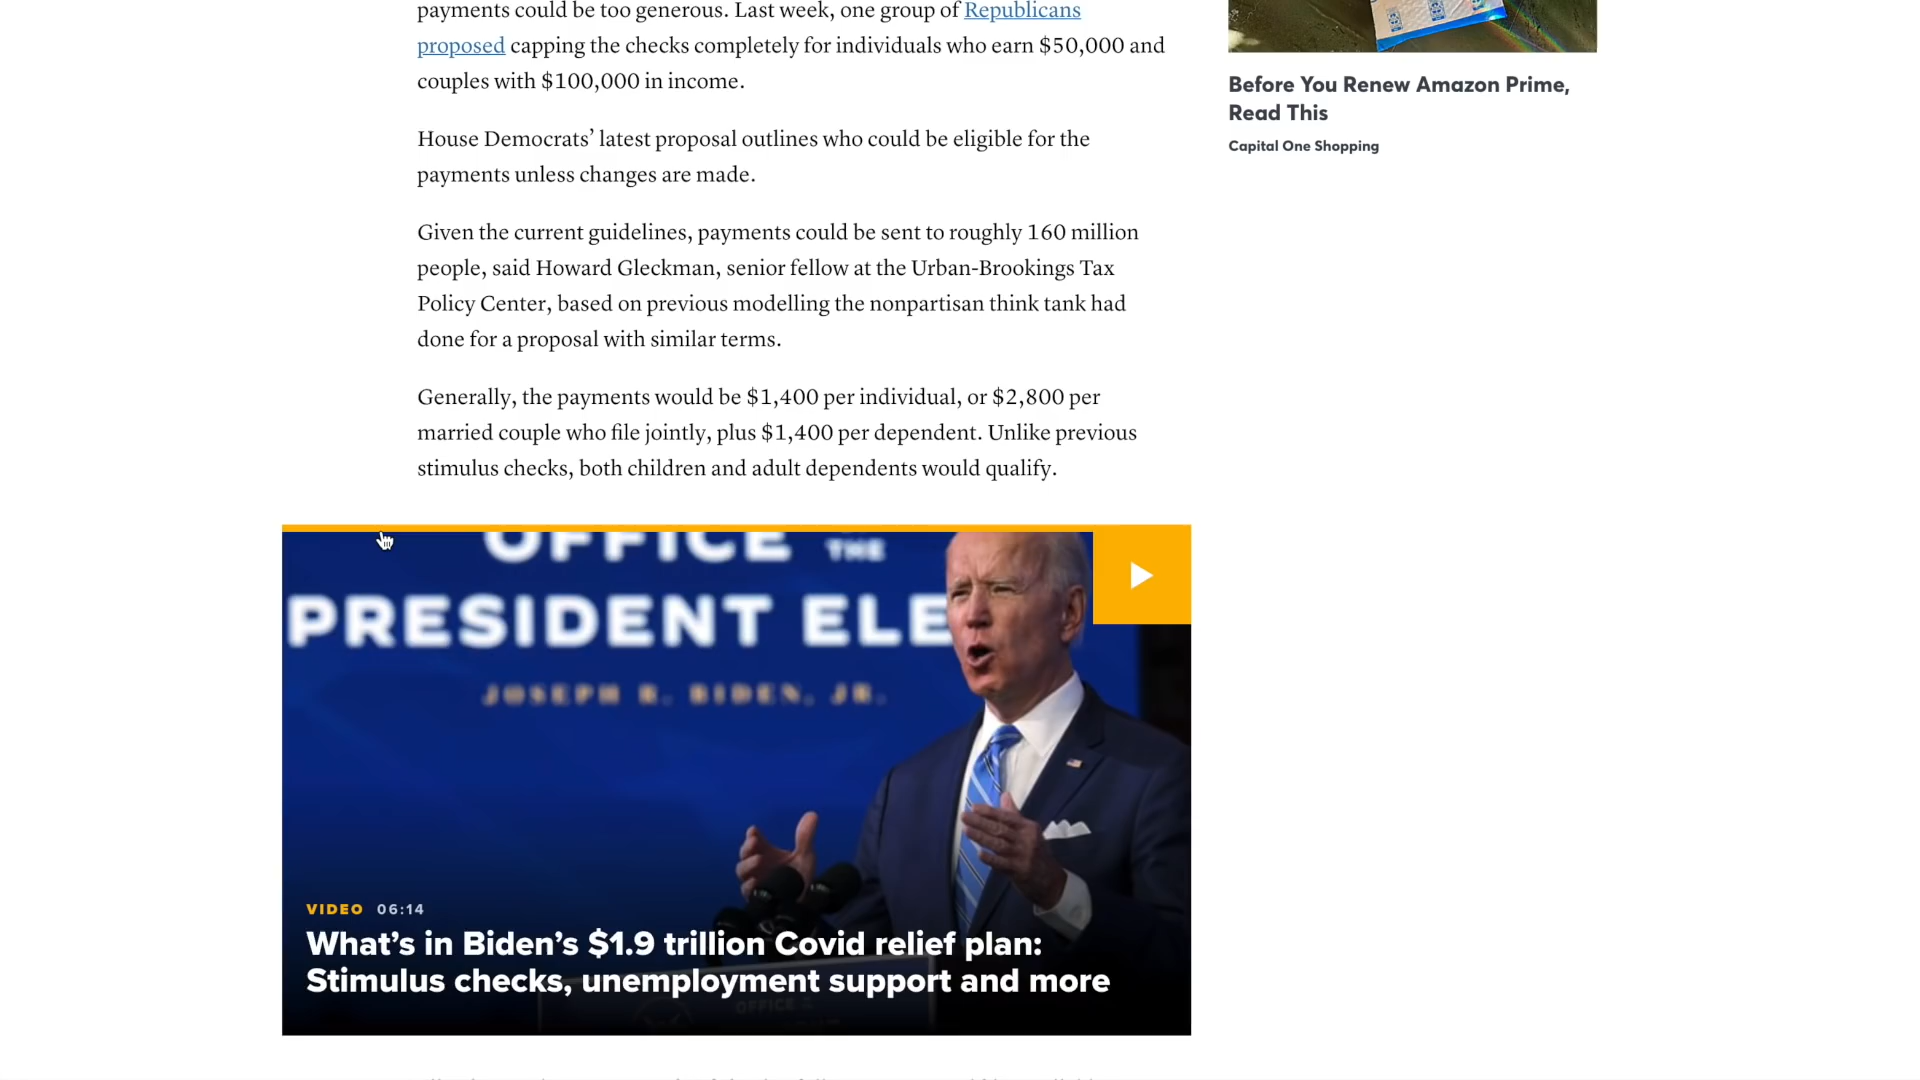 payments could be too generous. Last week, one group of Republicans
proposed capping the checks completely for individuals who earn $50,000 and
couples with $100,000 in income.
House Democrats’ latest proposal outlines who could be eligible for the
payments unless changes are made.
Given the current guidelines, payments could be sent to roughly 160 million
people, said Howard Gleckman, senior fellow at the Urban-Brookings Tax
Policy Center, based on previous modelling the nonpartisan think tank had
done for a proposal with similar terms.
Generally, the payments would be $1,400 per individual, or $2,800 per
married couple who file jointly, plus $1,400 per dependent. Unlike previous
stimulus checks, both children and adult dependents would qualify.
OFFICE THE
PRESIDENT ELE
JOSEPH R. BIDEN, JR.
VIDEO 06:14
What’s in Biden’s $1.9 trillion Covid relief plan:
Stimulus checks, unemployment support and more
Before You Renew Amazon Prime,
Read This
Capital One Shopping